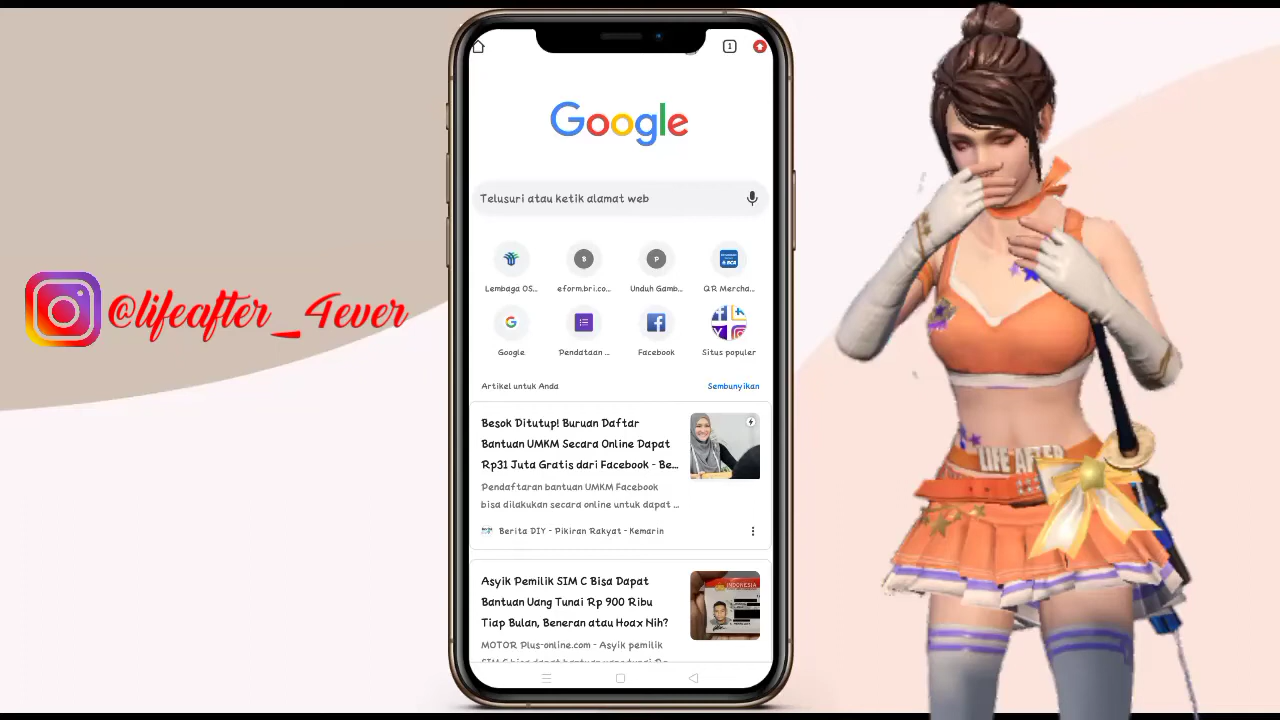 1
Google
Telusuri atau ketik alamat web
B
P
Lembaga OS...
eform.bri.co...
Unduh Gamb...
QR Mercha...
Google
Pendataan ...
Facebook
Situs populer
Artikel untuk Anda
Sembunyikan
Besok Ditutup! Buruan Daftar
Bantuan UMKM Secara Online Dapat
Rp31 Juta Gratis dari Facebook - Be...
Pendaftaran bantuan UMKM Facebook
bisa dilakukan secara online untuk dapat ...
Berita DIY - Pikiran Rakyat - Kemarin
Asyik Pemilik SIM C Bisa Dapat
Bantuan Uang Tunai Rp 900 Ribu
Tiap Bulan, Beneran atau Hoax Nih?
MOTOR Plus-online.com - Asyik pemilik
INDONESIA
@lifeafter_4ever
LIFE AFTER